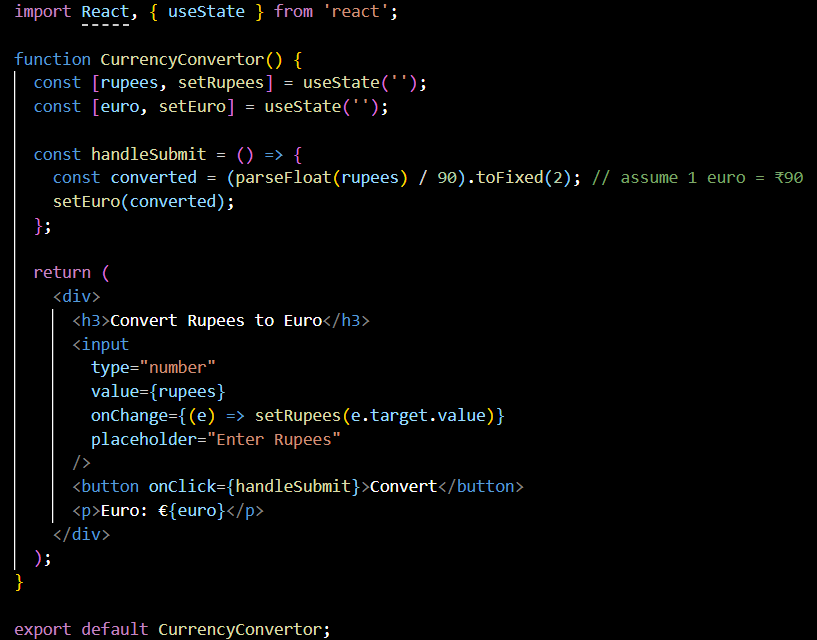 import React, { useState } from 'react';

function CurrencyConvertor() {
  const [rupees, setRupees] = useState('');
  const [euro, setEuro] = useState('');

  const handleSubmit = () => {
    const converted = (parseFloat(rupees) / 90).toFixed(2); // assume 1 euro = ₹90
    setEuro(converted);
  };

  return (
    <div>
      <h3>Convert Rupees to Euro</h3>
      <input
        type="number"
        value={rupees}
        onChange={(e) => setRupees(e.target.value)}
        placeholder="Enter Rupees"
      />
      <button onClick={handleSubmit}>Convert</button>
      <p>Euro: €{euro}</p>
    </div>
  );
}

export default CurrencyConvertor;